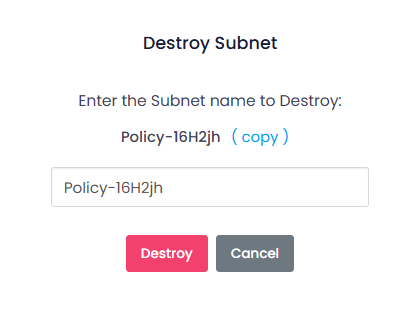 Destroy Subnet
Enter the Subnet name to Destroy:
Policy-16H2jh ( copy )
Policy-16H2jh
Destroy Cancel